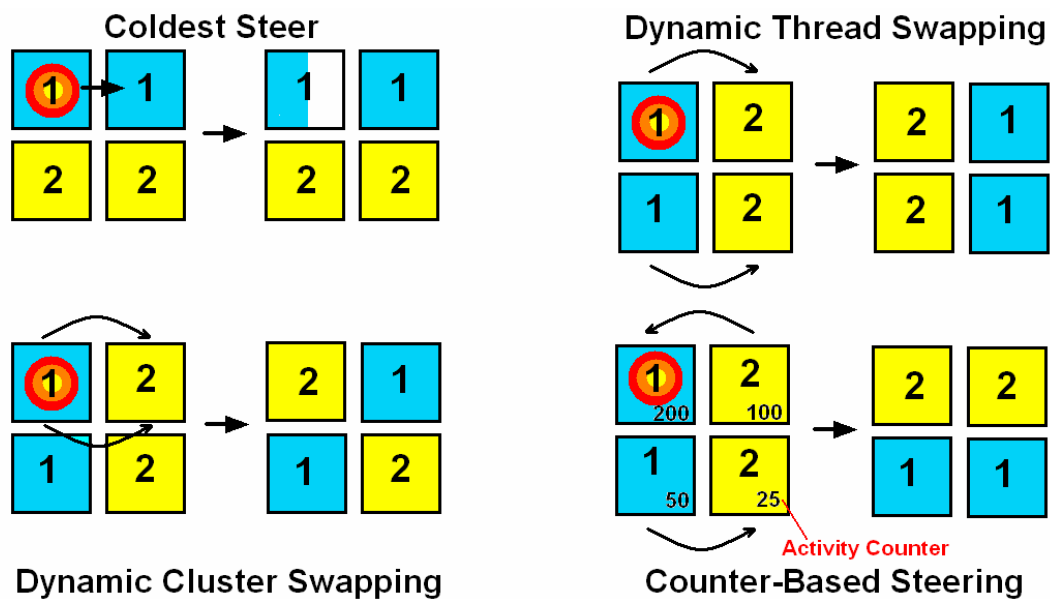 Coldest Steer
1 1 1 1
2 2 2 2
Dynamic Thread Swapping
1 2 2 1
1 2 2 1
1 2 2 1
1 2 1 2
Dynamic Cluster Swapping
1 2 2 2
200 100
1 2 1 1
50 25
Activity Counter
Counter-Based Steering